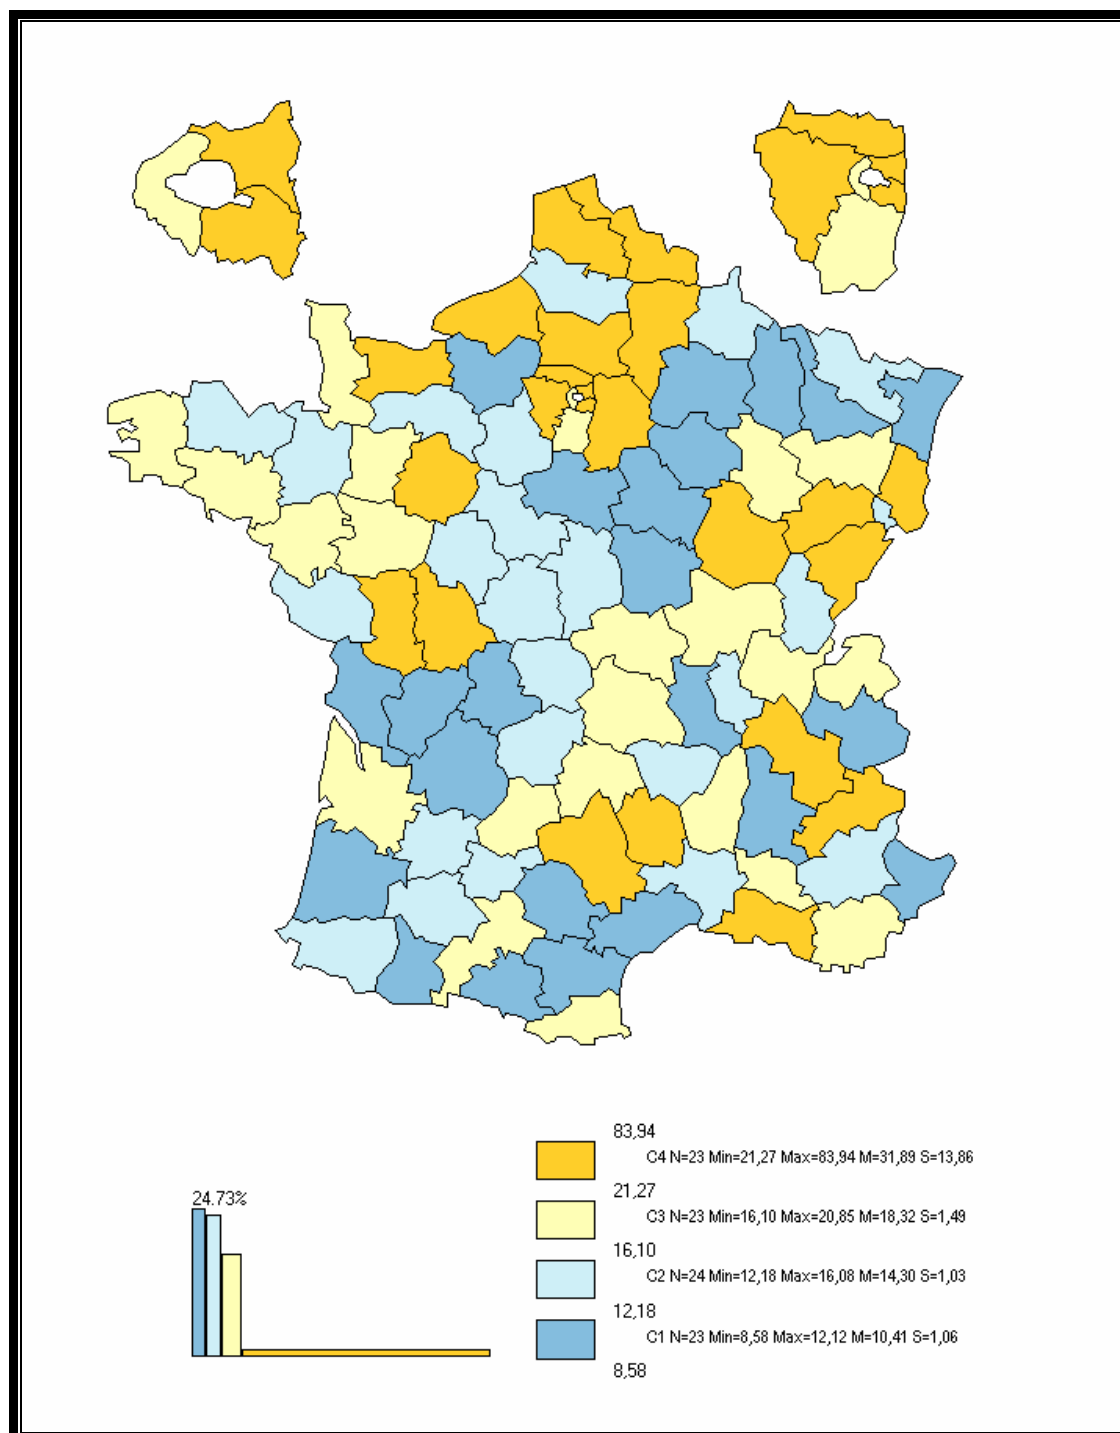 83,94
C4 N=23 Min=21,27 Max=83,94 M=31,89 S=13,86
24.73%
21,27
C3 N=23 Min=16,10 Max=20,85 M=18,32 S=1,49
16,10
C2 N=24 Min=12,18 Max=16,08 M=14,30 S=1,03
12,18
C1 N=23 Min=8,58 Max=12,12 M=10,41 S=1,06
8,58